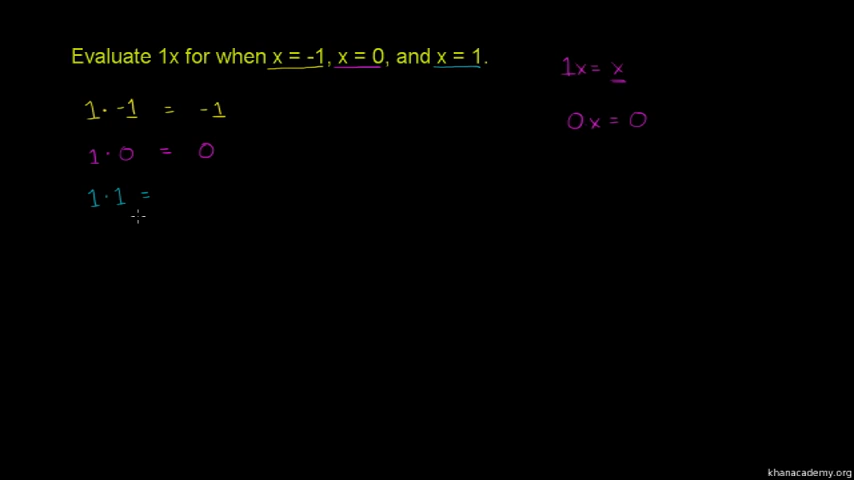 Evaluate 1x for when x = -1, x = 0, and x = 1.
1x = x
1 · -1 = -1
0x = 0
1 · 0 = 0
1 · 1 =
khanacademy.org